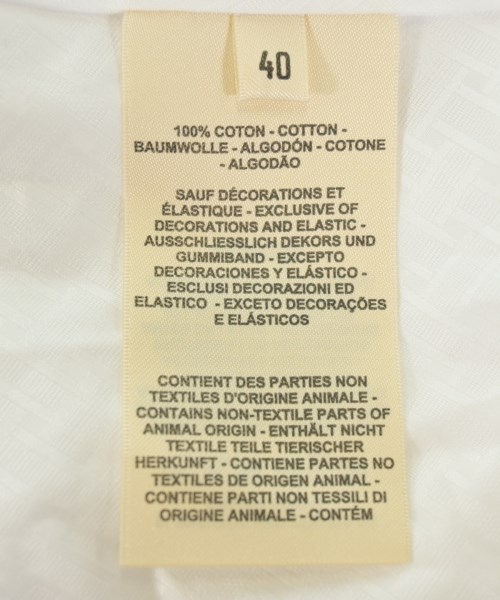 40
100% COTON - COTTON -
BAUMWOLLE - ALGODÓN - COTONE
- ALGODÃO
SAUF DÉCORATIONS ET
ÉLASTIQUE - EXCLUSIVE OF
DECORATIONS AND ELASTIC -
AUSSCHLIESSLICH DEKORS UND
GUMMIBAND - EXCEPTO
DECORACIONES Y ELÁSTICO -
ESCLUSI DECORAZIONI ED
ELASTICO - EXCETO DECORAÇÕES
E ELÁSTICOS
CONTIENT DES PARTIES NON
TEXTILES D'ORIGINE ANIMALE -
CONTAINS NON-TEXTILE PARTS OF
ANIMAL ORIGIN - ENTHÄLT NICHT
TEXTILE TEILE TIERISCHER
HERKUNFT - CONTIENE PARTES NO
TEXTILES DE ORIGEN ANIMAL -
CONTIENE PARTI NON TESSILI DI
ORIGINE ANIMALE - CONTÉM